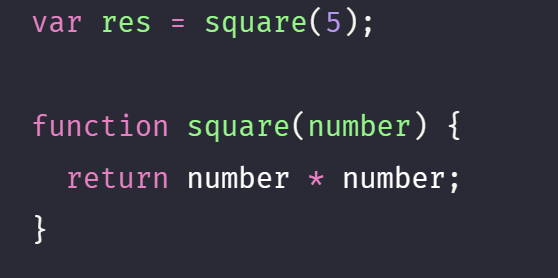 var res = square(5);
function square(number) {
return number * number;
}